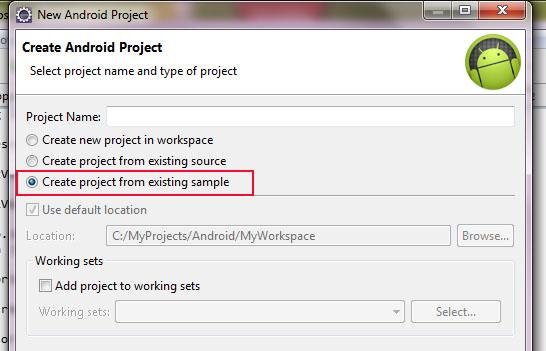 New Android Project
Create Android Project
Select project name and type of project
Project Name:
Create new project in workspace
Create project from existing source
Create project from existing sample
Use default location
Location: C:/MyProjects/Android/MyWorkspace Browse...
Working sets
Add project to working sets
Working sets: Select...